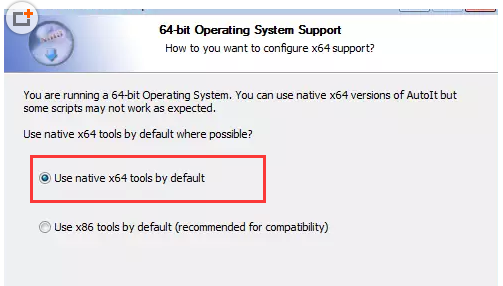 64-bit Operating System Support
How to you want to configure x64 support?
You are running a 64-bit Operating System. You can use native x64 versions of AutoIt but
some scripts may not work as expected.
Use native x64 tools by default where possible?
Use native x64 tools by default
Use x86 tools by default (recommended for compatibility)